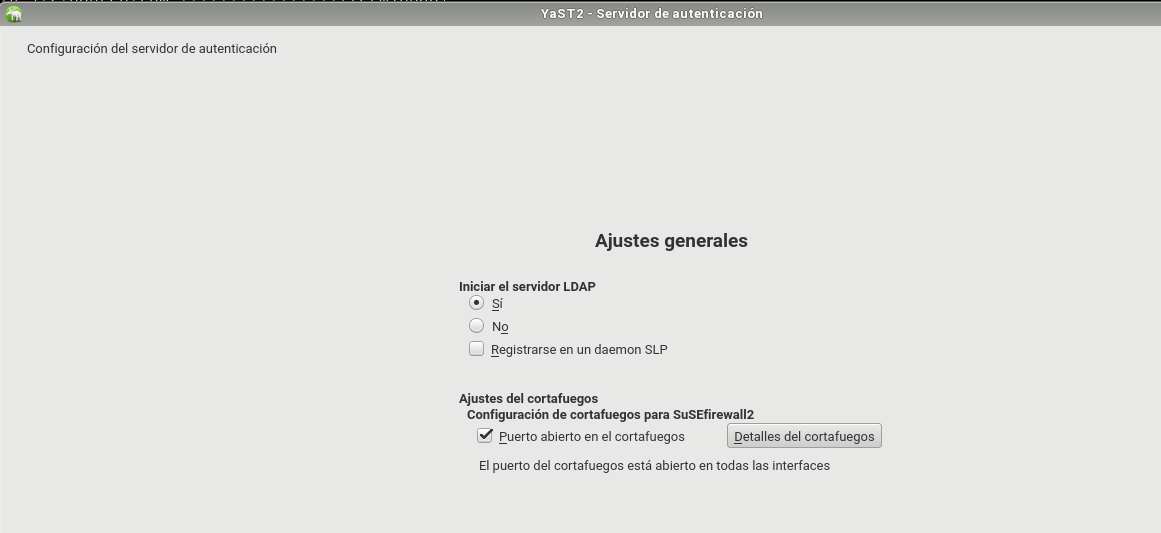 YaST2 - Servidor de autenticación
Configuración del servidor de autenticación
Ajustes generales
Iniciar el servidor LDAP
Sí
No
Registrarse en un daemon SLP
Ajustes del cortafuegos
Configuración de cortafuegos para SuSEfirewall2
Puerto abierto en el cortafuegos Detalles del cortafuegos
El puerto del cortafuegos está abierto en todas las interfaces